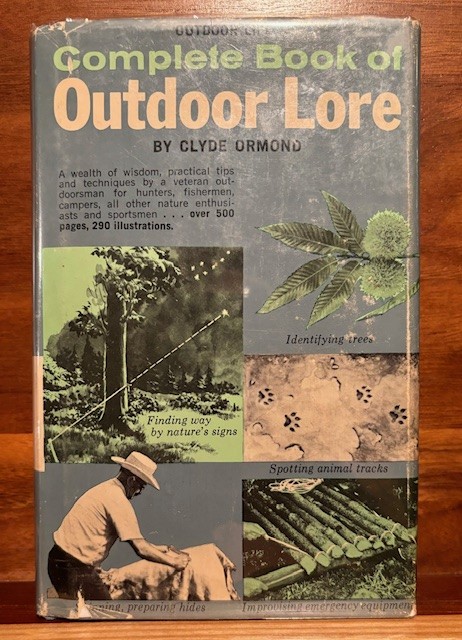 OUTDOOR LIFE
Complete Book of
Outdoor Lore
BY CLYDE ORMOND
A wealth of wisdom, practical tips
and techniques by a veteran out-
doorsman for hunters, fishermen,
campers, all other nature enthusi-
asts and sportsmen . . . over 500
pages, 290 illustrations.
Identifying trees
Finding way
by nature's signs
Spotting animal tracks
preparing hides
Improvising emergency equipment